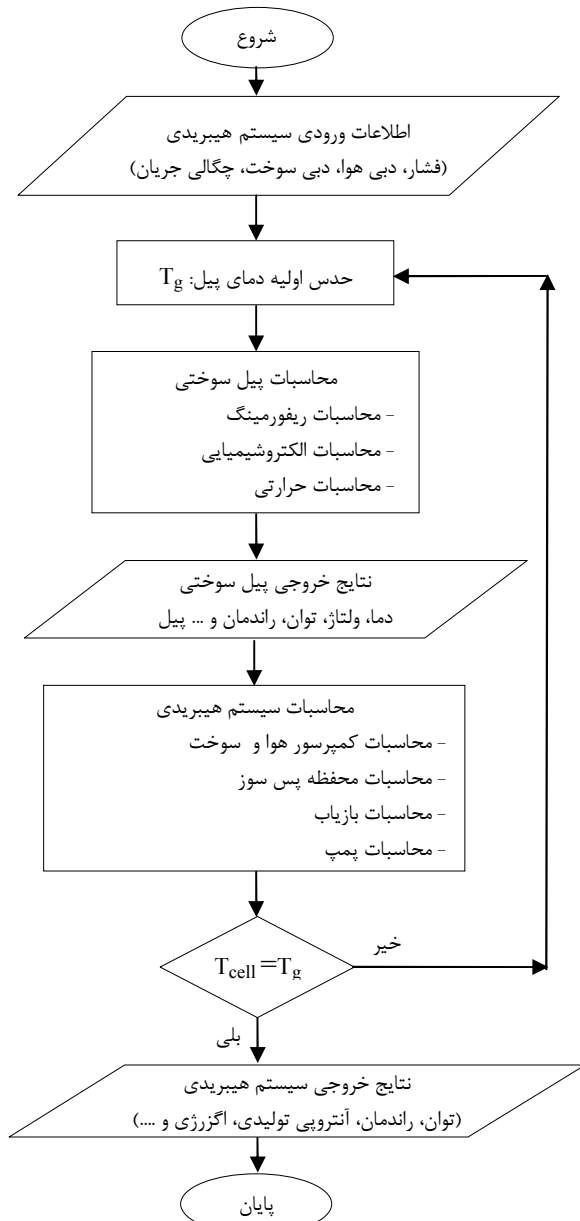 شروع
اطلاعات ورودی سیستم هیبریدی
(فشار، دبی هوا، دبی سوخت، چگالی جریان)
حدس اولیه دمای پیل: Tg
محاسبات پیل سوختی
- محاسبات ریفورمینگ
- محاسبات الکتروشیمیایی
- محاسبات حرارتی
نتایج خروجی پیل سوختی
دما، ولتاژ، توان، راندمان و ... پیل
محاسبات سیستم هیبریدی
- محاسبات کمپرسور هوا و سوخت
- محاسبات محفظه پس سوز
- محاسبات بازیاب
- محاسبات پمپ
Tcell=Tg
خیر
بلی
نتایج خروجی سیستم هیبریدی
(توان، راندمان، آنتروپی تولیدی، اگزرژی و ....)
پایان